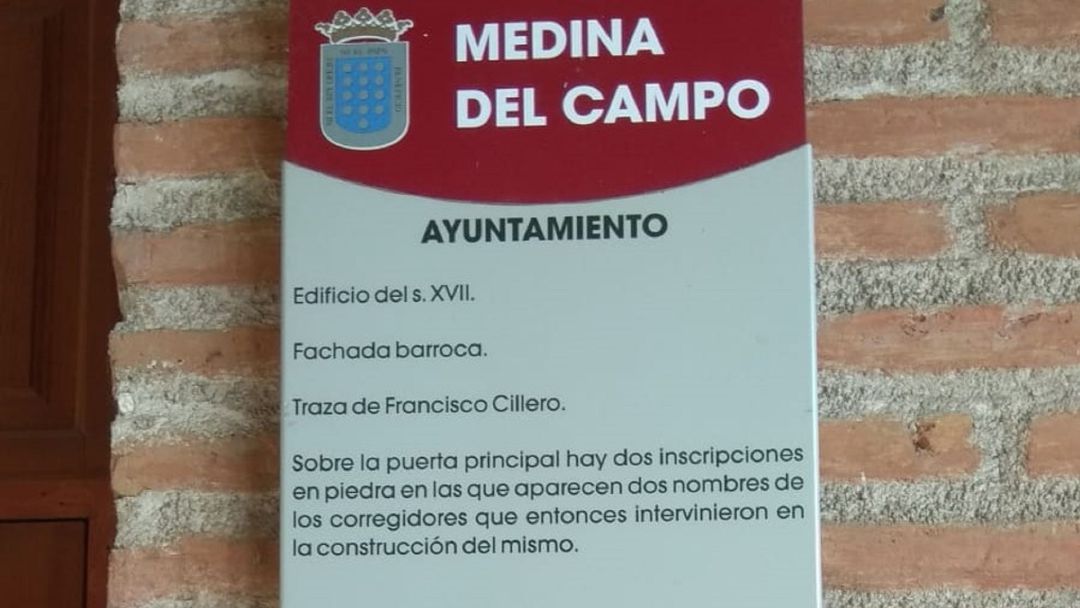 MEDINA
DEL CAMPO
AYUNTAMIENTO
Edificio del s. XVII.
Fachada barroca.
Traza de Francisco Cillero.
Sobre la puerta principal hay dos inscripciones
en piedra en las que aparecen dos nombres de
los corregidores que entonces intervinieron en
la construcción del mismo.